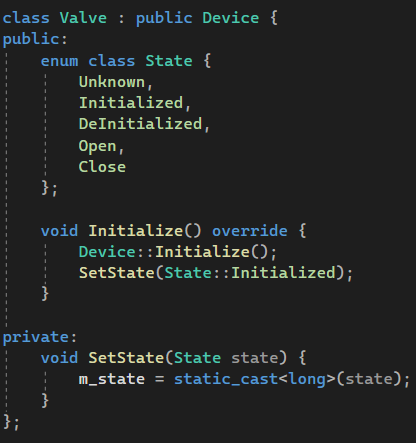 class Valve : public Device {
public:
    enum class State {
        Unknown,
        Initialized,
        DeInitialized,
        Open,
        Close
    };

    void Initialize() override {
        Device::Initialize();
        SetState(State::Initialized);
    }

private:
    void SetState(State state) {
        m_state = static_cast<long>(state);
    }
};